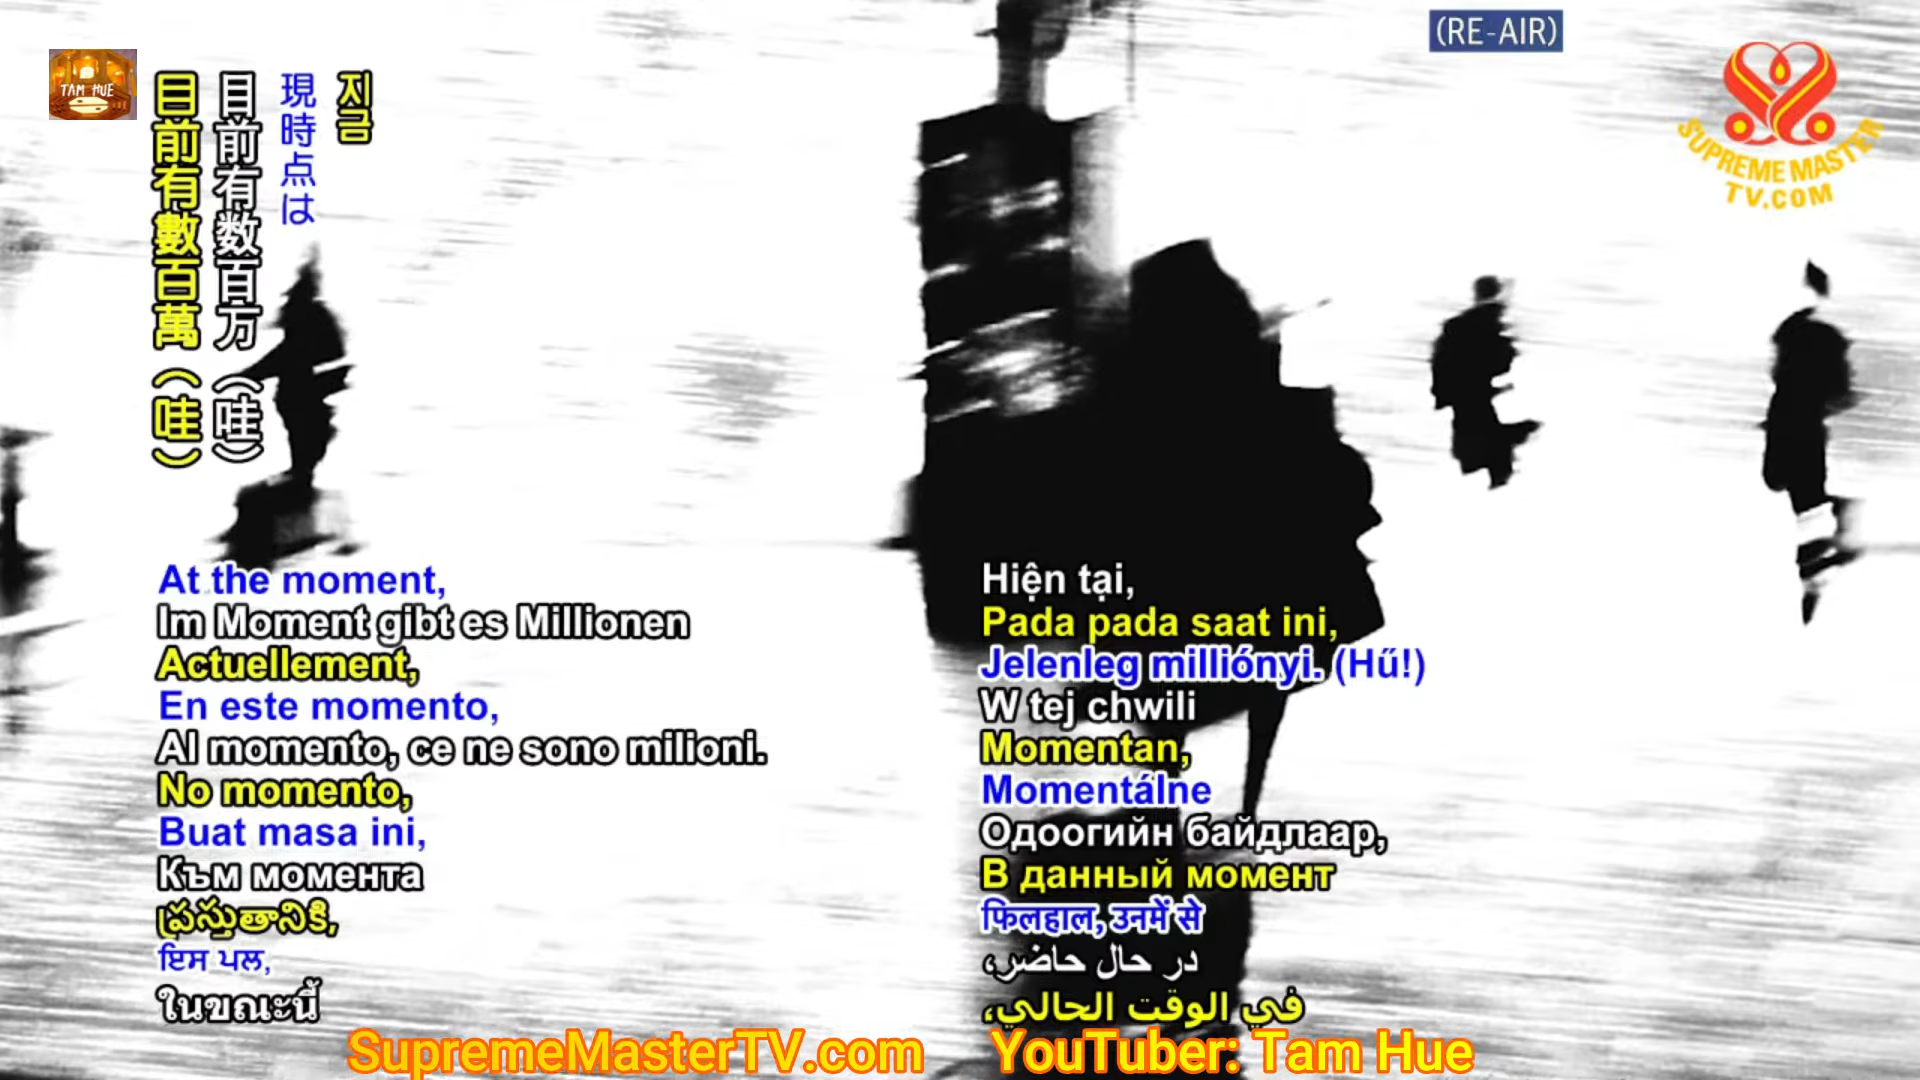 (RE-AIR)
TAM HUE
SUPREME MASTER
TV.COM
目前有數百萬（哇）
目前有数百万（哇）
現時点は
지금
At the moment,
Im Moment gibt es Millionen
Actuellement,
En este momento,
Al momento, ce ne sono milioni.
No momento,
Buat masa ini,
Към момента
ప్రస్తుతానికి,
ਇਸ ਪਲ,
ในขณะนี้
Hiện tại,
Pada pada saat ini,
Jelenleg milliónyi. (Hű!)
W tej chwili
Momentan,
Momentálne
Одоогийн байдлаар,
В данный момент
फिलहाल, उनमें से
در حال حاضر،
في الوقت الحالي،
SupremeMasterTV.com
YouTuber: Tam Hue